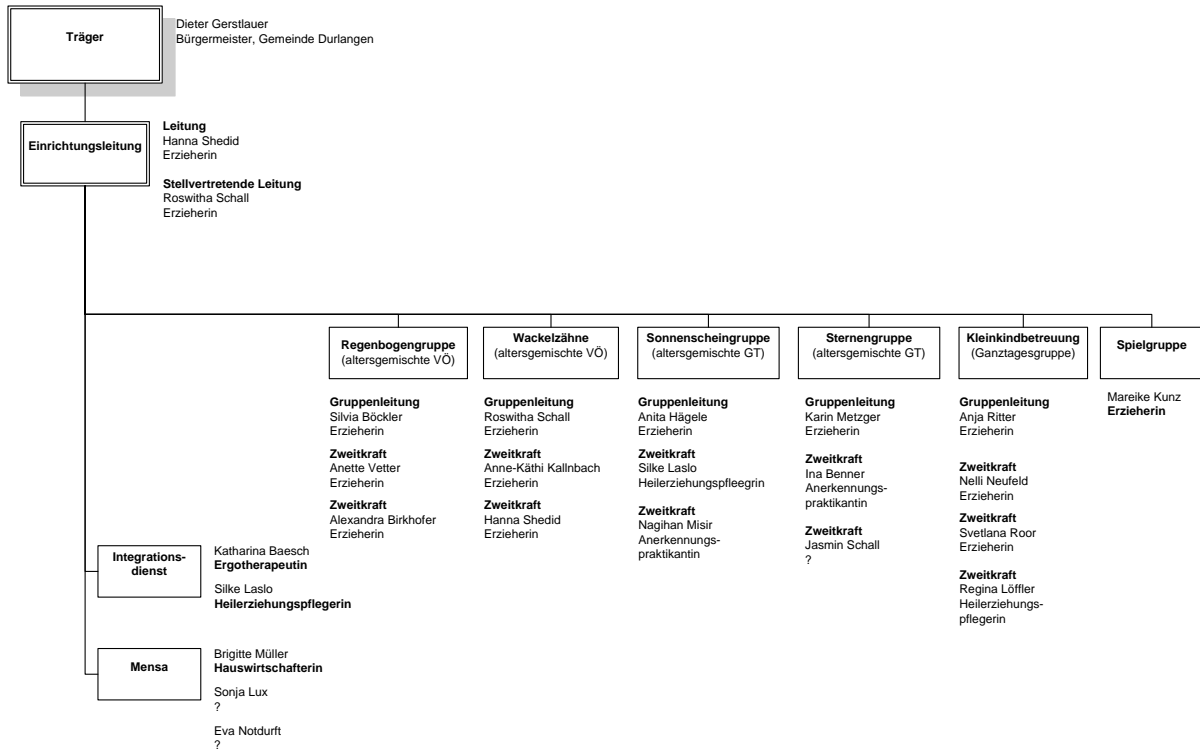 Träger
Dieter Gerstlauer
Bürgermeister, Gemeinde Durlangen
Einrichtungsleitung
Leitung
Hanna Shedid
Erzieherin
Stellvertretende Leitung
Roswitha Schall
Erzieherin
Regenbogengruppe
(altersgemischte VÖ)
Gruppenleitung
Silvia Böckler
Erzieherin
Zweitkraft
Anette Vetter
Erzieherin
Zweitkraft
Alexandra Birkhofer
Erzieherin
Wackelzähne
(altersgemischte VÖ)
Gruppenleitung
Roswitha Schall
Erzieherin
Zweitkraft
Anne-Käthi Kallnbach
Erzieherin
Zweitkraft
Hanna Shedid
Erzieherin
Sonnenscheingruppe
(altersgemischte GT)
Gruppenleitung
Anita Hägele
Erzieherin
Zweitkraft
Silke Laslo
Heilerziehungspfleegrin
Zweitkraft
Nagihan Misir
Anerkennungs-
praktikantin
Sternengruppe
(altersgemischte GT)
Gruppenleitung
Karin Metzger
Erzieherin
Zweitkraft
Ina Benner
Anerkennungs-
praktikantin
Zweitkraft
Jasmin Schall
?
Kleinkindbetreuung
(Ganztagesgruppe)
Gruppenleitung
Anja Ritter
Erzieherin
Zweitkraft
Nelli Neufeld
Erzieherin
Zweitkraft
Svetlana Roor
Erzieherin
Zweitkraft
Regina Löffler
Heilerziehungs-
pflegerin
Spielgruppe
Mareike Kunz
Erzieherin
Integrations-
dienst
Katharina Baesch
Ergotherapeutin
Silke Laslo
Heilerziehungspflegerin
Mensa
Brigitte Müller
Hauswirtschafterin
Sonja Lux
?
Eva Notdurft
?